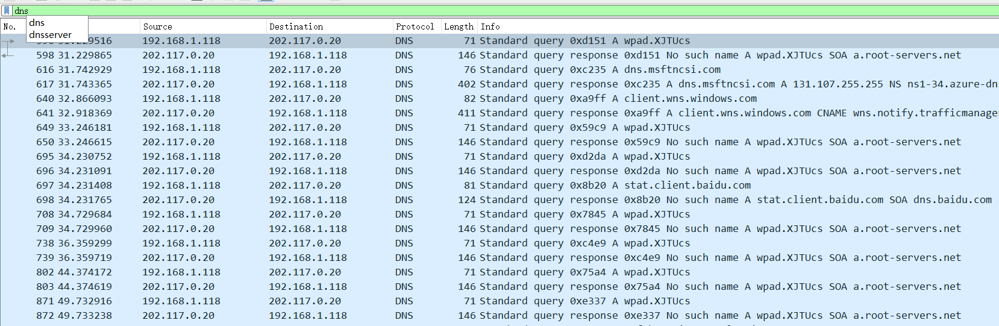 dns
dns
dnsserver
No. Source Destination Protocol Length Info
229516 192.168.1.118 202.117.0.20 DNS 71 Standard query 0xd151 A wpad.XJTUcs
598 31.229865 202.117.0.20 192.168.1.118 DNS 146 Standard query response 0xd151 No such name A wpad.XJTUcs SOA a.root-servers.net
616 31.742929 192.168.1.118 202.117.0.20 DNS 76 Standard query 0xc235 A dns.msftncsi.com
617 31.743365 202.117.0.20 192.168.1.118 DNS 402 Standard query response 0xc235 A dns.msftncsi.com A 131.107.255.255 NS ns1-34.azure-dn
640 32.866093 192.168.1.118 202.117.0.20 DNS 82 Standard query 0xa9ff A client.wns.windows.com
641 32.918369 202.117.0.20 192.168.1.118 DNS 411 Standard query response 0xa9ff A client.wns.windows.com CNAME wns.notify.trafficmanage
649 33.246181 192.168.1.118 202.117.0.20 DNS 71 Standard query 0x59c9 A wpad.XJTUcs
650 33.246615 202.117.0.20 192.168.1.118 DNS 146 Standard query response 0x59c9 No such name A wpad.XJTUcs SOA a.root-servers.net
695 34.230752 192.168.1.118 202.117.0.20 DNS 71 Standard query 0xd2da A wpad.XJTUcs
696 34.231091 202.117.0.20 192.168.1.118 DNS 146 Standard query response 0xd2da No such name A wpad.XJTUcs SOA a.root-servers.net
697 34.231408 192.168.1.118 202.117.0.20 DNS 81 Standard query 0x8b20 A stat.client.baidu.com
698 34.231765 202.117.0.20 192.168.1.118 DNS 124 Standard query response 0x8b20 No such name A stat.client.baidu.com SOA dns.baidu.com
708 34.729684 192.168.1.118 202.117.0.20 DNS 71 Standard query 0x7845 A wpad.XJTUcs
709 34.729960 202.117.0.20 192.168.1.118 DNS 146 Standard query response 0x7845 No such name A wpad.XJTUcs SOA a.root-servers.net
738 36.359299 192.168.1.118 202.117.0.20 DNS 71 Standard query 0xc4e9 A wpad.XJTUcs
739 36.359719 202.117.0.20 192.168.1.118 DNS 146 Standard query response 0xc4e9 No such name A wpad.XJTUcs SOA a.root-servers.net
802 44.374172 192.168.1.118 202.117.0.20 DNS 71 Standard query 0x75a4 A wpad.XJTUcs
803 44.374619 202.117.0.20 192.168.1.118 DNS 146 Standard query response 0x75a4 No such name A wpad.XJTUcs SOA a.root-servers.net
871 49.732916 192.168.1.118 202.117.0.20 DNS 71 Standard query 0xe337 A wpad.XJTUcs
872 49.733238 202.117.0.20 192.168.1.118 DNS 146 Standard query response 0xe337 No such name A wpad.XJTUcs SOA a.root-servers.net